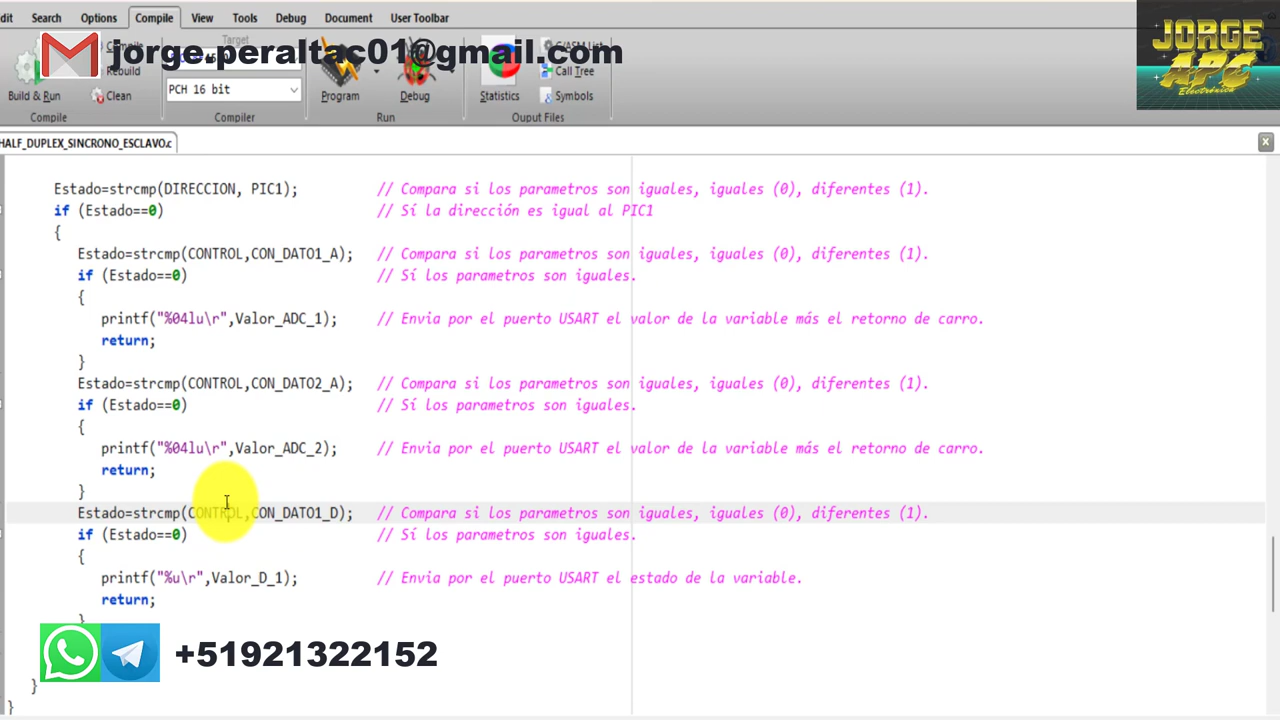 dit Search Options Compile View Tools Debug Document User Toolbar
jorge.peraltac01@gmail.com
Target
Rebuild
PCH 16 bit
Call Tree
Build & Run Clean Program Debug Statistics Symbols
Compile Compiler Run Ouput Files
JORGE
APC
Electrónica
HALF_DUPLEX_SINCRONO_ESCLAVO.c
Estado=strcmp(DIRECCION, PIC1); // Compara si los parametros son iguales, iguales (0), diferentes (1).
if (Estado==0) // Sí la dirección es igual al PIC1
{
Estado=strcmp(CONTROL,CON_DATO1_A); // Compara si los parametros son iguales, iguales (0), diferentes (1).
if (Estado==0) // Sí los parametros son iguales.
{
printf("%04lu\r",Valor_ADC_1); // Envia por el puerto USART el valor de la variable más el retorno de carro.
return;
}
Estado=strcmp(CONTROL,CON_DATO2_A); // Compara si los parametros son iguales, iguales (0), diferentes (1).
if (Estado==0) // Sí los parametros son iguales.
{
printf("%04lu\r",Valor_ADC_2); // Envia por el puerto USART el valor de la variable más el retorno de carro.
return;
}
Estado=strcmp(CONTROL,CON_DATO1_D); // Compara si los parametros son iguales, iguales (0), diferentes (1).
if (Estado==0) // Sí los parametros son iguales.
{
printf("%u\r",Valor_D_1); // Envia por el puerto USART el estado de la variable.
return;
}
+51921322152
}
}